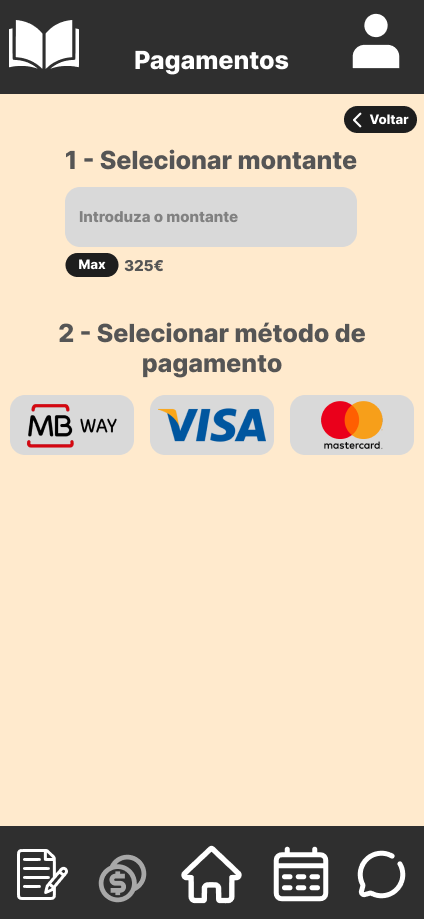 Pagamentos
Voltar
1 - Selecionar montante
Introduza o montante
Max 325€
2 - Selecionar método de
pagamento
MB WAY VISA mastercard.